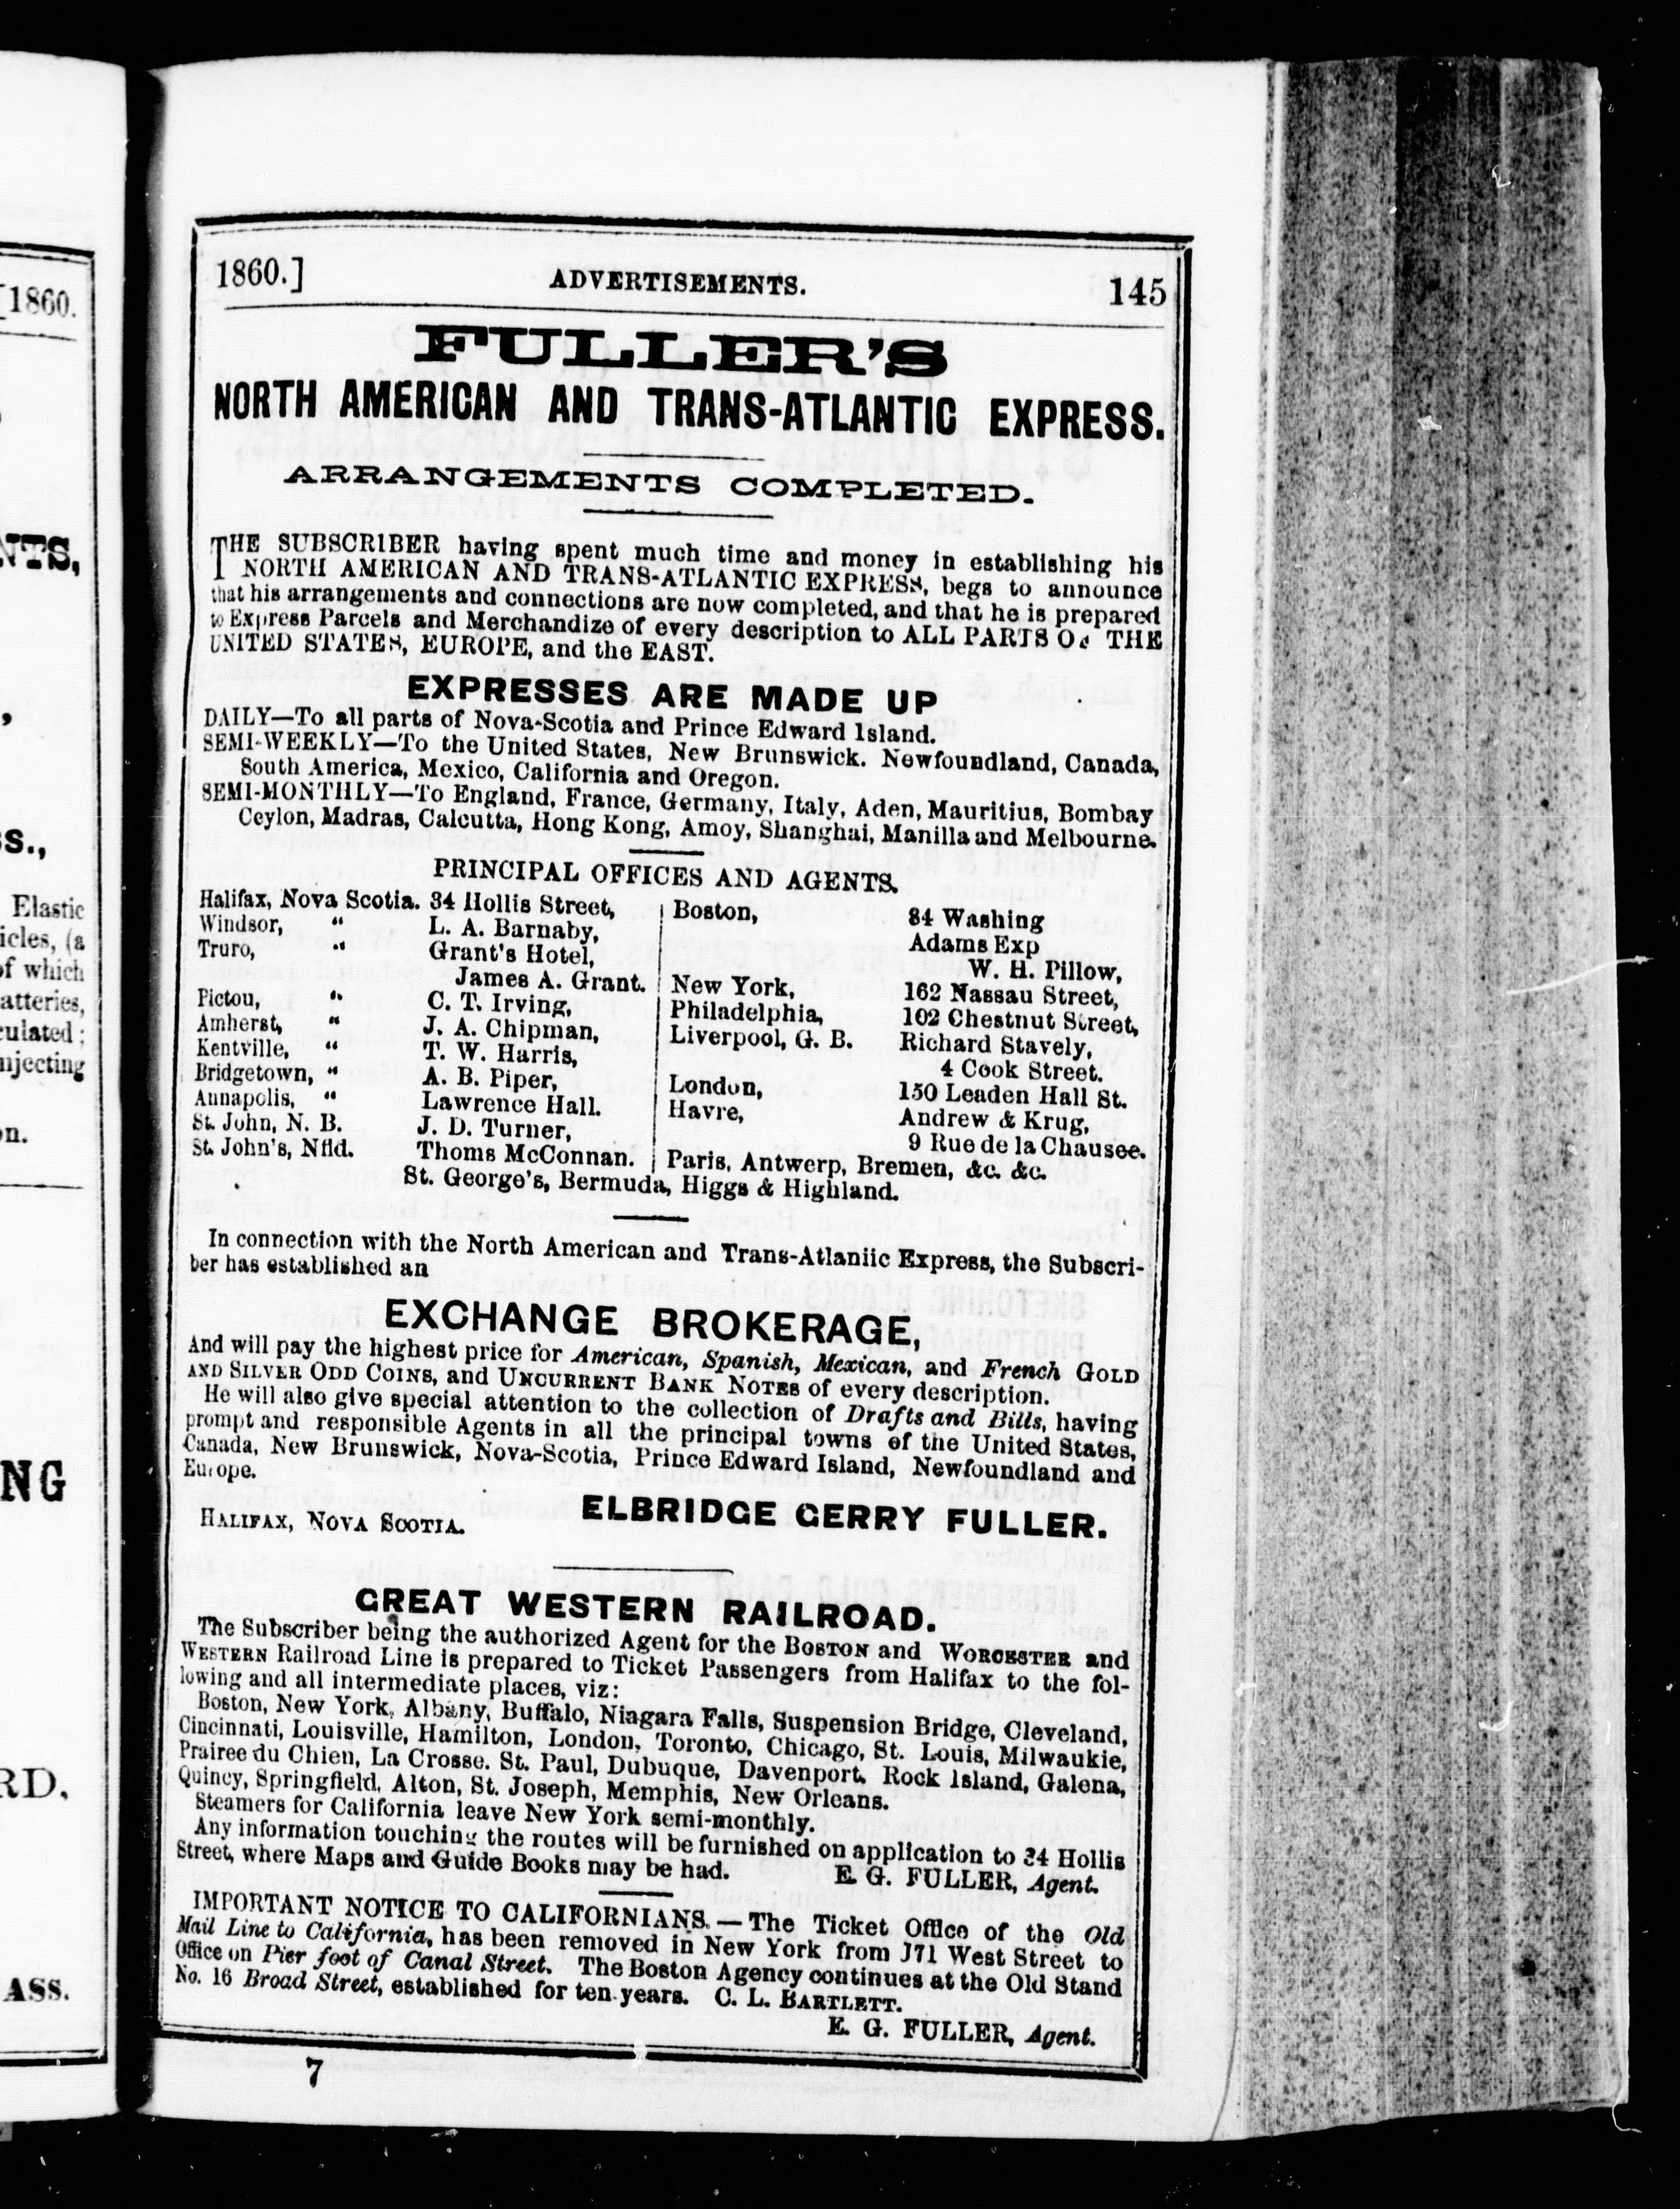 [1860.
NTS,
Elastic
icles, (a
of which
atteries,
culated;
njecting
on.
NG
RD.
ASS.
1860.] ADVERTISEMENTS. 145
FULLER'S
NORTH AMERICAN AND TRANS-ATLANTIC EXPRESS.
ARRANGEMENTS COMPLETED.
THE SUBSCRIBER having spent much time and money in establishing his
NORTH AMERICAN AND TRANS-ATLANTIC EXPRESS, begs to announce
that his arrangements and connections are now completed, and that he is prepared
to Express Parcels and Merchandize of every description to ALL PARTS OF THE
UNITED STATES, EUROPE, and the EAST.
EXPRESSES ARE MADE UP
DAILY—To all parts of Nova-Scotia and Prince Edward Island.
SEMI-WEEKLY—To the United States, New Brunswick. Newfoundland, Canada,
South America, Mexico, California and Oregon.
SEMI-MONTHLY—To England, France, Germany, Italy, Aden, Mauritius, Bombay
Ceylon, Madras, Calcutta, Hong Kong, Amoy, Shanghai, Manilla and Melbourne.
PRINCIPAL OFFICES AND AGENTS.
Halifax, Nova Scotia. 34 Hollis Street,
Windsor, " L. A. Barnaby,
Truro, " Grant's Hotel,
James A. Grant.
Pictou, " C. T. Irving,
Amherst, " J. A. Chipman,
Kentville, " T. W. Harris,
Bridgetown, " A. B. Piper,
Annapolis, " Lawrence Hall.
St. John, N. B. J. D. Turner,
St. John's, Nfld. Thoms McConnan.
Boston, 84 Washing
Adams Exp
W. H. Pillow,
New York, 162 Nassau Street,
Philadelphia, 102 Chestnut Street,
Liverpool, G. B. Richard Stavely,
4 Cook Street.
London, 150 Leaden Hall St.
Havre, Andrew & Krug,
9 Rue de la Chausee.
Paris, Antwerp, Bremen, &c. &c.
St. George's, Bermuda, Higgs & Highland.
In connection with the North American and Trans-Atlaniic Express, the Subscri-
ber has established an
EXCHANGE BROKERAGE,
And will pay the highest price for American, Spanish, Mexican, and French GOLD
AND SILVER ODD COINS, and UNCURRENT BANK NOTES of every description.
He will also give special attention to the collection of Drafts and Bills, having
prompt and responsible Agents in all the principal towns of the United States,
Canada, New Brunswick, Nova-Scotia, Prince Edward Island, Newfoundland and
Europe.
HALIFAX, NOVA SCOTIA. ELBRIDGE GERRY FULLER.
GREAT WESTERN RAILROAD.
The Subscriber being the authorized Agent for the BOSTON and WORCESTER and
WESTERN Railroad Line is prepared to Ticket Passengers from Halifax to the fol-
lowing and all intermediate places, viz:
Boston, New York, Albany, Buffalo, Niagara Falls, Suspension Bridge, Cleveland,
Cincinnati, Louisville, Hamilton, London, Toronto, Chicago, St. Louis, Milwaukie,
Prairee du Chien, La Crosse. St. Paul, Dubuque, Davenport, Rock Island, Galena,
Quincy, Springfield, Alton, St. Joseph, Memphis, New Orleans.
Steamers for California leave New York semi-monthly.
Any information touching the routes will be furnished on application to 34 Hollis
Street, where Maps and Guide Books may be had. E. G. FULLER, Agent.
IMPORTANT NOTICE TO CALIFORNIANS.—The Ticket Office of the Old
Mail Line to California, has been removed in New York from 171 West Street to
Office on Pier foot of Canal Street. The Boston Agency continues at the Old Stand
No. 16 Broad Street, established for ten years. C. L. BARTLETT.
E. G. FULLER, Agent.
7